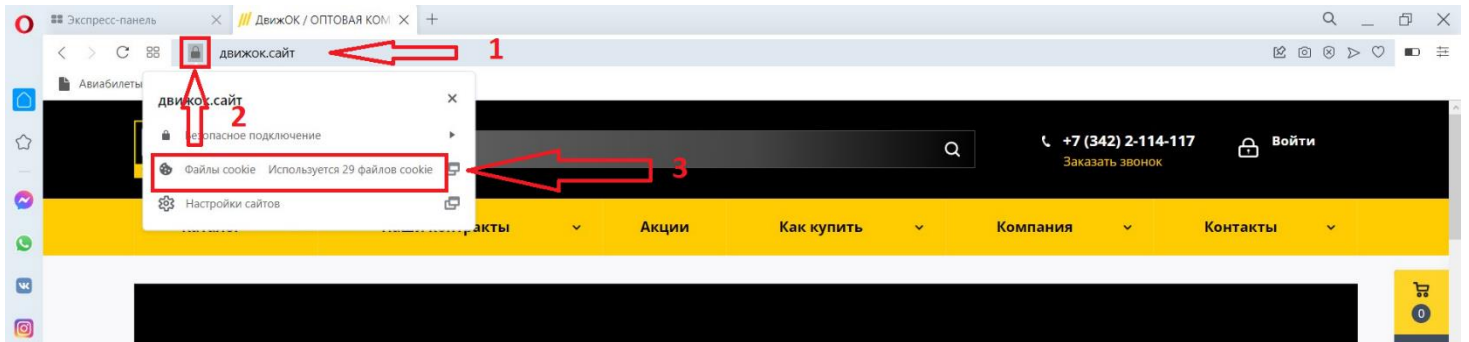 Экспресс-панель
ДвижОК / ОПТОВАЯ КОМ
движок.сайт
1
Авиабилеты
движок.сайт
2
Безопасное подключение
Файлы cookie Используется 29 файлов cookie
3
Настройки сайтов
+7 (342) 2-114-117
Заказать звонок
Войти
Каталог Наши контракты Акции Как купить Компания Контакты
0